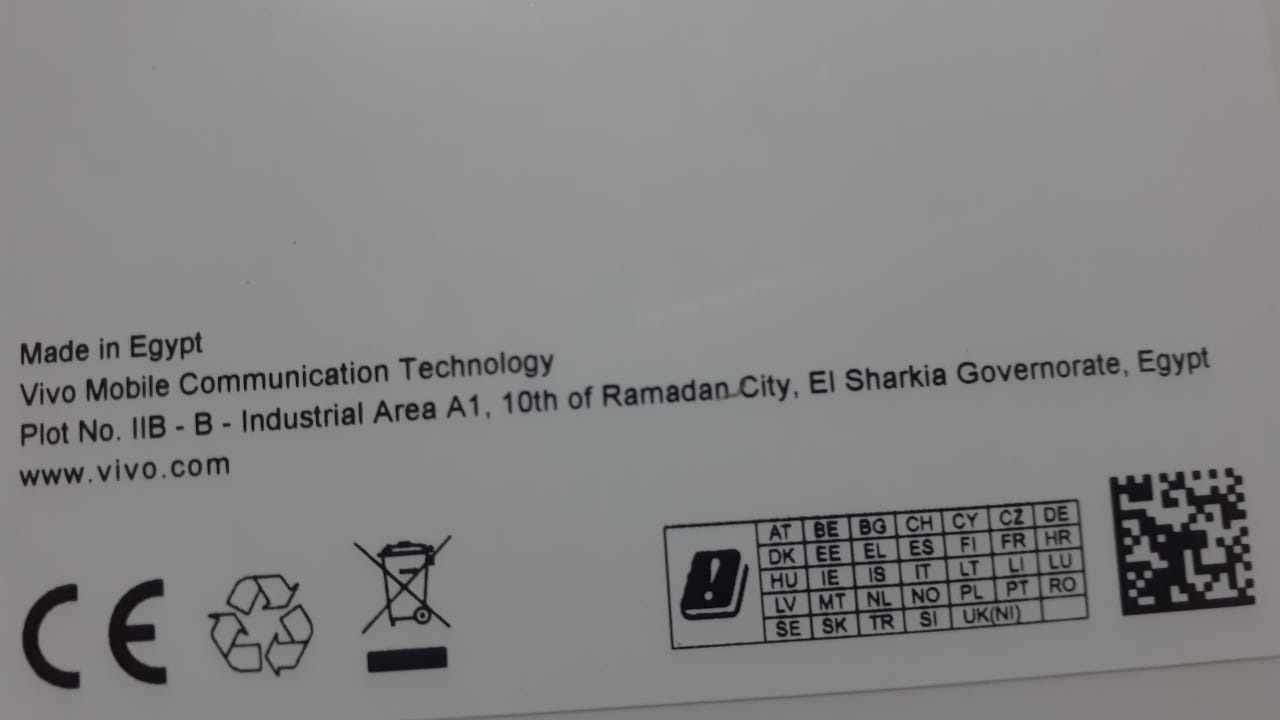 Made in Egypt
Vivo Mobile Communication Technology
Plot No. IIB - B - Industrial Area A1, 10th of Ramadan City, El Sharkia Governorate, Egypt
www.vivo.com
CE
AT BE BG CH CY CZ DE
DK EE EL ES FI FR HR
HU IE IS IT LT LI LU
LV MT NL NO PL PT RO
SE SK TR SI UK(NI)